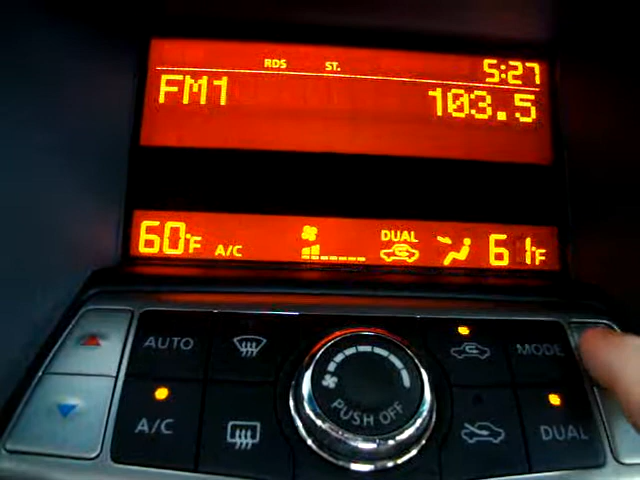 RDS ST. 5:27
FM1 103.5
60°F A/C DUAL 61°F
AUTO MODE
A/C PUSH OFF DUAL